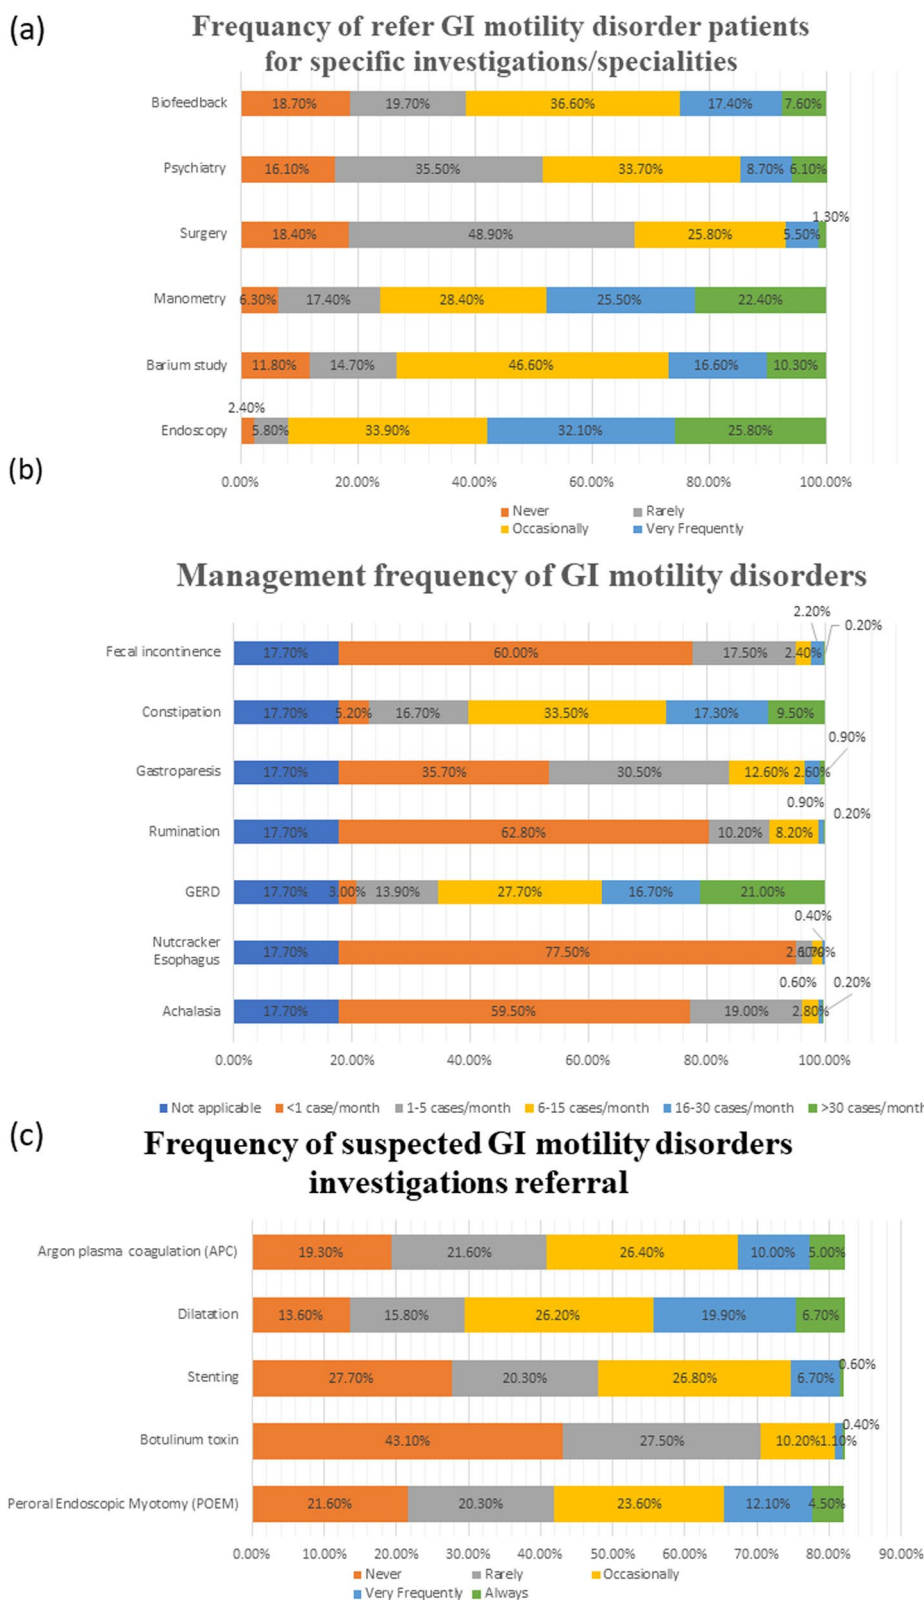 (a)
Frequancy of refer GI motility disorder patients
for specific investigations/specialities
Biofeedback 18.70% 19.70% 36.60% 17.40% 7.60%
Psychiatry 16.10% 35.50% 33.70% 8.70% 6.10%
1.30%
Surgery 18.40% 48.90% 25.80% 5.50%
Manometry 6.30% 17.40% 28.40% 25.50% 22.40%
Barium study 11.80% 14.70% 46.60% 16.60% 10.30%
2.40%
Endoscopy 5.80% 33.90% 32.10% 25.80%
0.00% 20.00% 40.00% 60.00% 80.00% 100.00%
Never Rarely
Occasionally Very Frequently
(b)
Management frequency of GI motility disorders
2.20% 0.20%
Fecal incontinence 17.70% 60.00% 17.50% 2.40%
Constipation 17.70% 5.20% 16.70% 33.50% 17.30% 9.50%
0.90%
Gastroparesis 17.70% 35.70% 30.50% 12.60% 2.60%
0.90% 0.20%
Rumination 17.70% 62.80% 10.20% 8.20%
GERD 17.70% 3.00% 13.90% 27.70% 16.70% 21.00%
0.40%
Nutcracker
Esophagus 17.70% 77.50% 2.60% 1.70%
0.60% 0.20%
Achalasia 17.70% 59.50% 19.00% 2.80%
0.00% 20.00% 40.00% 60.00% 80.00% 100.00%
Not applicable <1 case/month 1-5 cases/month 6-15 cases/month 16-30 cases/month >30 cases/month
(c)
Frequency of suspected GI motility disorders
investigations referral
Argon plasma coagulation (APC) 19.30% 21.60% 26.40% 10.00% 5.00%
Dilatation 13.60% 15.80% 26.20% 19.90% 6.70%
0.60%
Stenting 27.70% 20.30% 26.80% 6.70%
0.40%
Botulinum toxin 43.10% 27.50% 10.20% 1.10%
Peroral Endoscopic Myotomy (POEM) 21.60% 20.30% 23.60% 12.10% 4.50%
0.00% 10.00% 20.00% 30.00% 40.00% 50.00% 60.00% 70.00% 80.00% 90.00%
Never Rarely Occasionally
Very Frequently Always